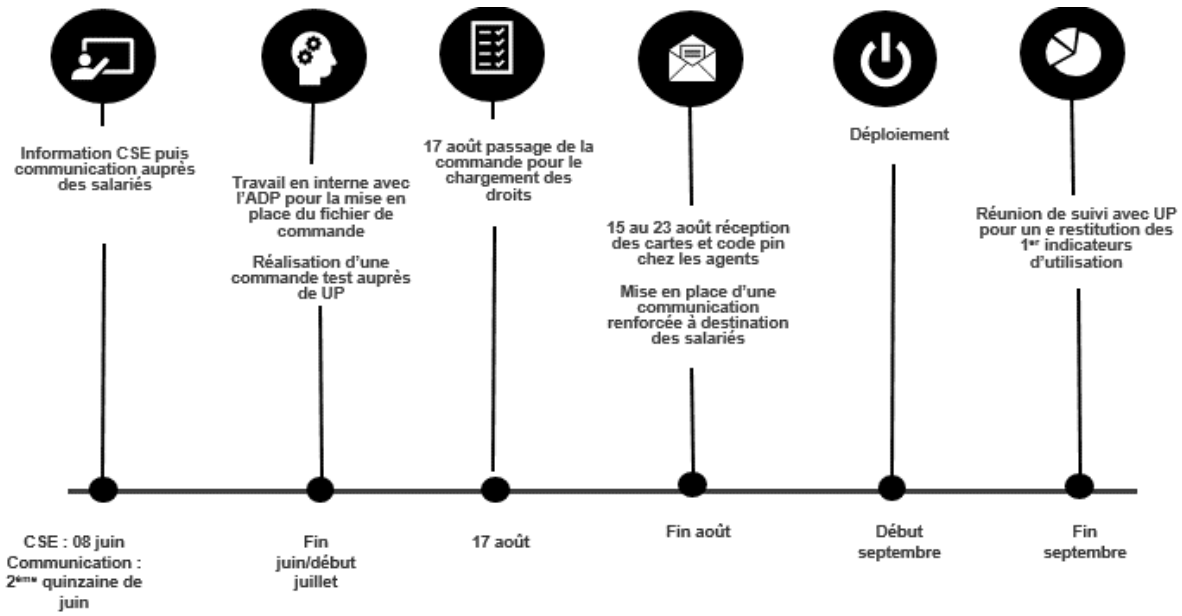 Information CSE puis
communication auprès
des salariés
Travail en interne avec
l'ADP pour la mise en
place du fichier de
commande
Réalisation d'une
commande test auprès
de UP
17 août passage de la
commande pour le
chargement des
droits
15 au 23 août réception
des cartes et code pin
chez les agents
Mise en place d'une
communication
renforcée à destination
des salariés
Déploiement
Réunion de suivi avec UP
pour un e restitution des
1er indicateurs
d'utilisation
CSE : 08 juin
Communication :
2ème quinzaine de
juin
Fin
juin/début
juillet
17 août
Fin août
Début
septembre
Fin
septembre